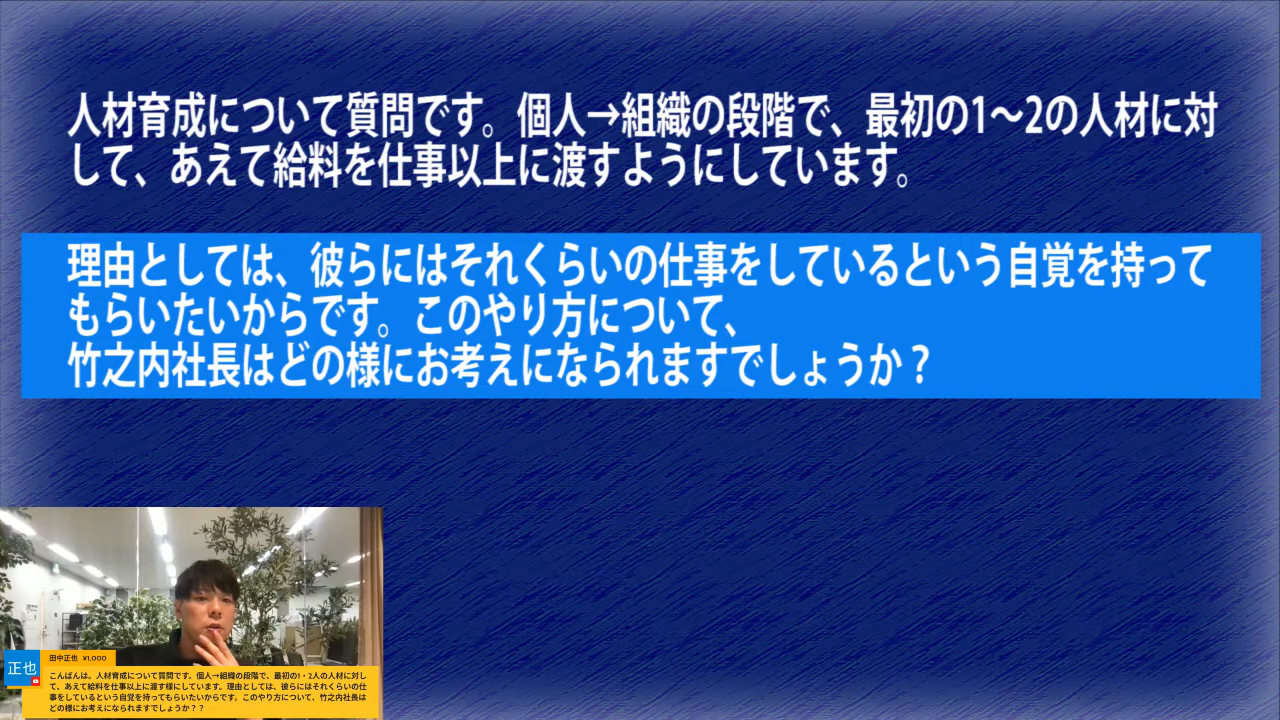 人材育成について質問です。個人→組織の段階で、最初の1〜2の人材に対
して、あえて給料を仕事以上に渡すようにしています。
理由としては、彼らにはそれくらいの仕事をしているという自覚を持って
もらいたいからです。このやり方について、
竹之内社長はどの様にお考えになられますでしょうか？
正也
田中正也 ¥1,000
こんばんは。人材育成について質問です。個人→組織の段階で、最初の1・2人の人材に対し
て、あえて給料を仕事以上に渡す様にしています。理由としては、彼らにはそれくらいの仕
事をしているという自覚を持ってもらいたいからです。このやり方について、竹之内社長は
どの様にお考えになられますでしょうか？？